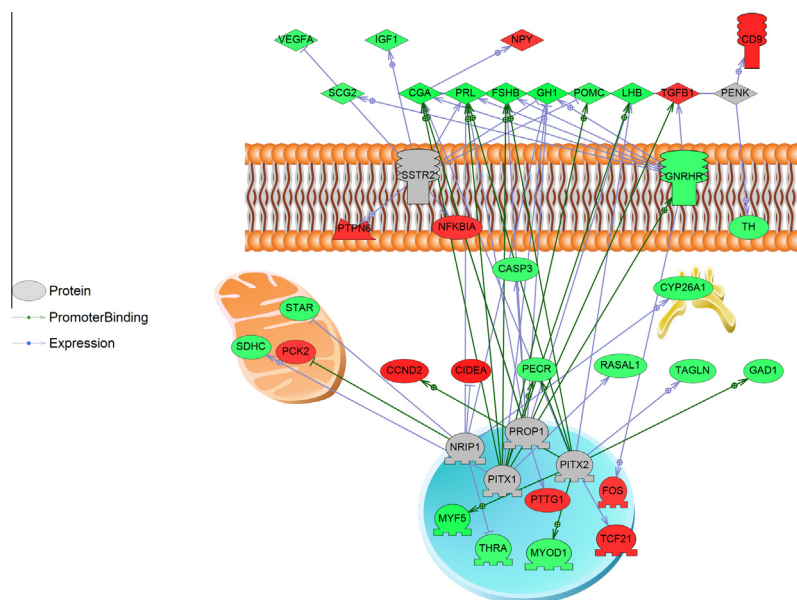 VEGFA IGF1 NPY CD9
SCG2 CGA PRL FSHB GH1 POMC LHB TGFB1 PENK
SSTR2 GNRHR
PTPN6 NFKBIA TH
CASP3
Protein
PromoterBinding
Expression
CYP26A1
STAR
SDHC PCK2
CCND2 CIDEA PECR RASAL1 TAGLN GAD1
PROP1
NRIP1 PITX2
PITX1
FOS
PTTG1
MYF5
TCF21
THRA MYOD1